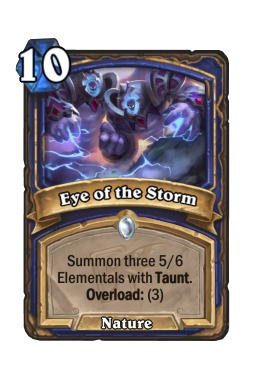 10
Eye of the Storm
Summon three 5/6
Elementals with Taunt.
Overload: (3)
Nature